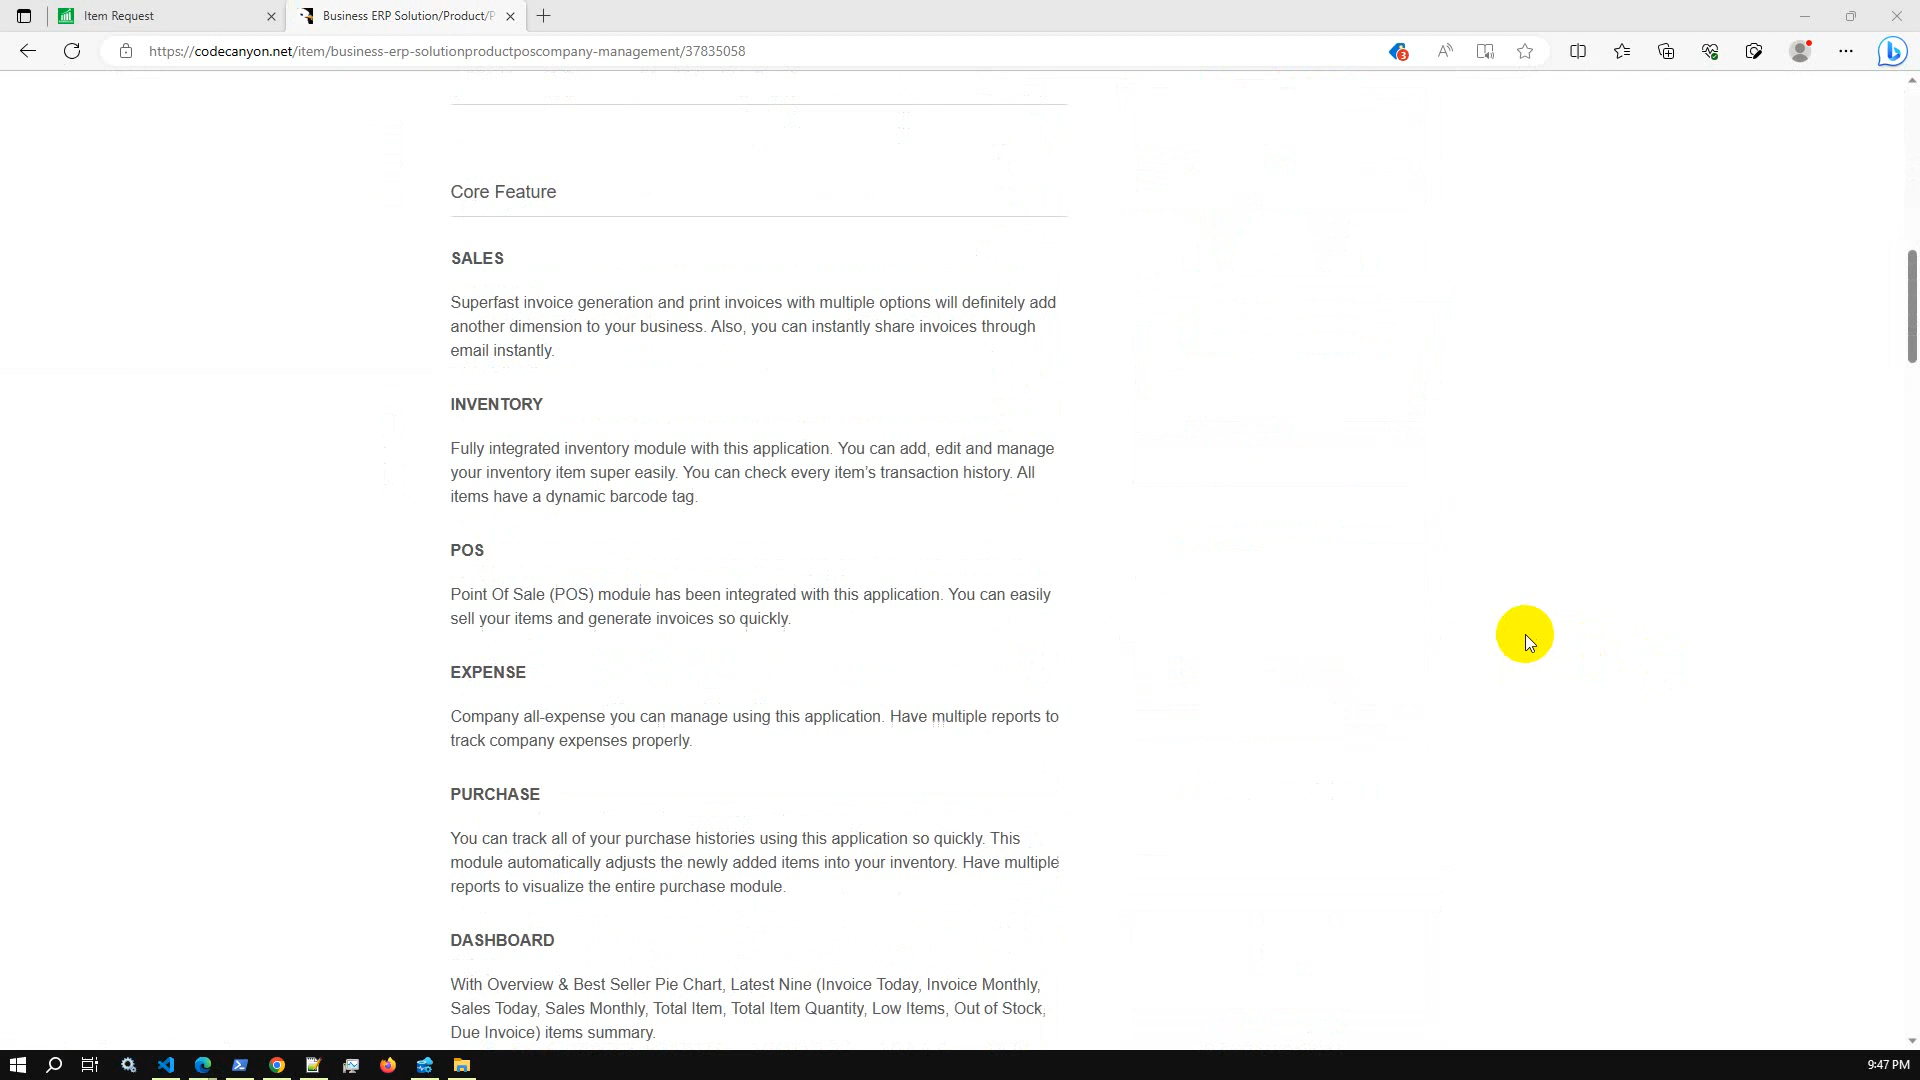 Item Request
Business ERP Solution/Product/P
https://codecanyon.net/item/business-erp-solutionproductposcompany-management/37835058
3
Core Feature
SALES
Superfast invoice generation and print invoices with multiple options will definitely add
another dimension to your business. Also, you can instantly share invoices through
email instantly.
INVENTORY
Fully integrated inventory module with this application. You can add, edit and manage
your inventory item super easily. You can check every item's transaction history. All
items have a dynamic barcode tag.
POS
Point Of Sale (POS) module has been integrated with this application. You can easily
sell your items and generate invoices so quickly.
EXPENSE
Company all-expense you can manage using this application. Have multiple reports to
track company expenses properly.
PURCHASE
You can track all of your purchase histories using this application so quickly. This
module automatically adjusts the newly added items into your inventory. Have multiple
reports to visualize the entire purchase module.
DASHBOARD
With Overview & Best Seller Pie Chart, Latest Nine (Invoice Today, Invoice Monthly,
Sales Today, Sales Monthly, Total Item, Total Item Quantity, Low Items, Out of Stock,
Due Invoice) items summary.
9:47 PM